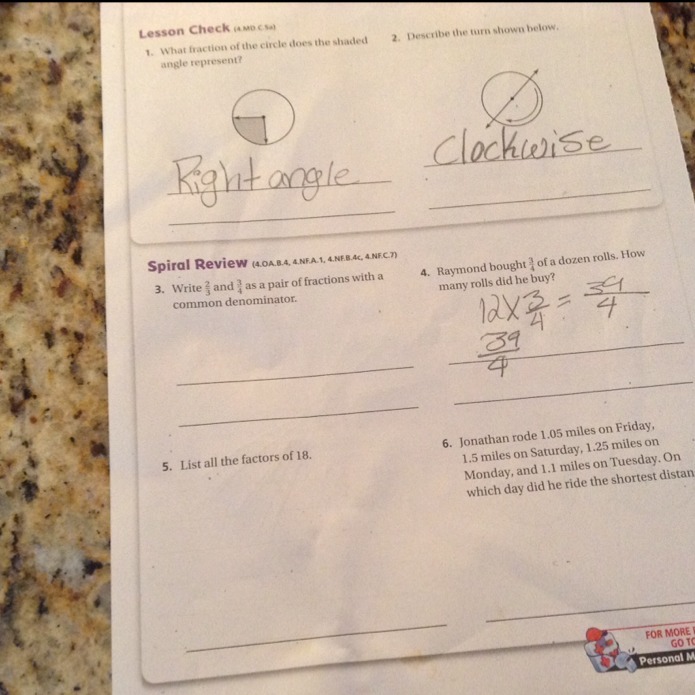 Lesson Check (4.MD.C.5a)
1. What fraction of the circle does the shaded
angle represent?
Right angle
2. Describe the turn shown below.
Clockwise
Spiral Review (4.OA.B.4, 4.NF.A.1, 4.NF.B.4c, 4.NF.C.7)
3. Write 2/3 and 3/4 as a pair of fractions with a
common denominator.
4. Raymond bought 3/4 of a dozen rolls. How
many rolls did he buy?
12 X 3/4 = 39/4
39/4
5. List all the factors of 18.
6. Jonathan rode 1.05 miles on Friday,
1.5 miles on Saturday, 1.25 miles on
Monday, and 1.1 miles on Tuesday. On
which day did he ride the shortest distan
FOR MORE
GO TO
Personal M